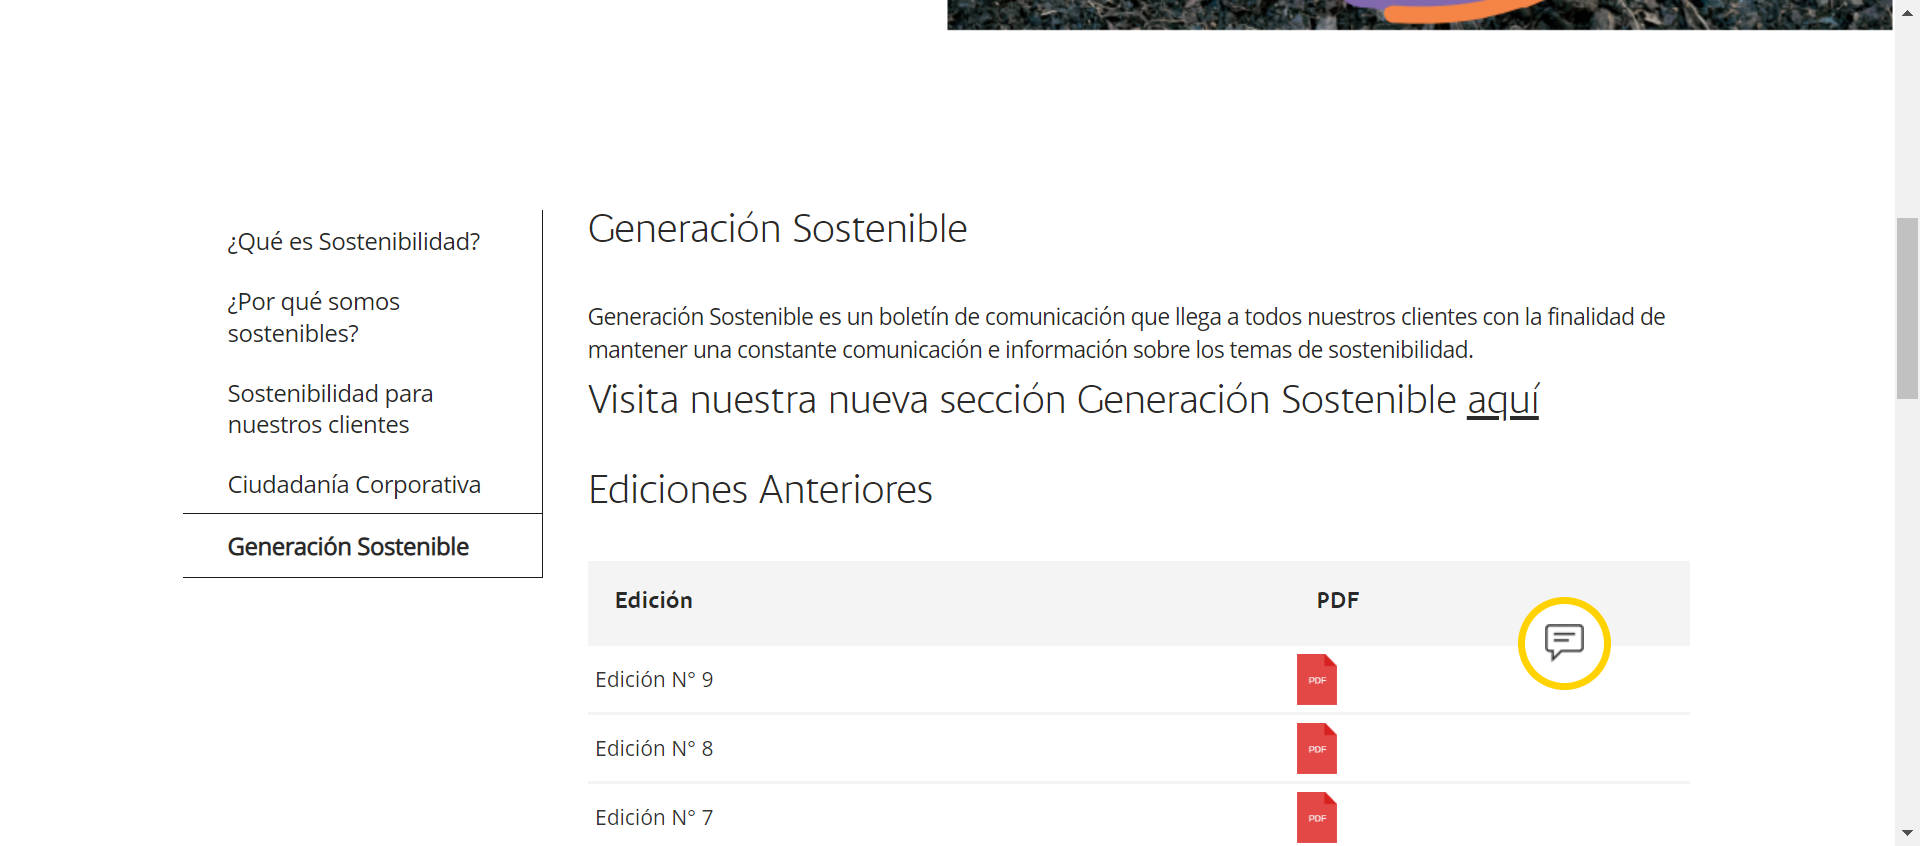 ¿Qué es Sostenibilidad?
¿Por qué somos
sostenibles?
Sostenibilidad para
nuestros clientes
Ciudadanía Corporativa
Generación Sostenible
Generación Sostenible
Generación Sostenible es un boletín de comunicación que llega a todos nuestros clientes con la finalidad de
mantener una constante comunicación e información sobre los temas de sostenibilidad.
Visita nuestra nueva sección Generación Sostenible aquí
Ediciones Anteriores
Edición PDF
Edición N° 9 PDF
Edición N° 8 PDF
Edición N° 7 PDF